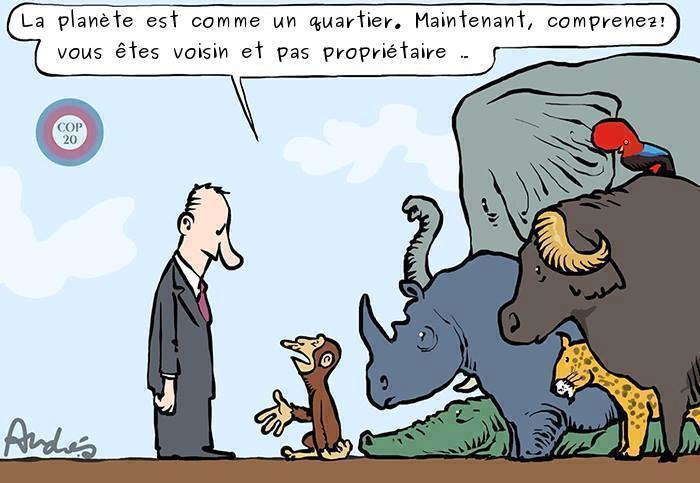 La planète est comme un quartier. Maintenant, comprenez!
vous êtes voisin et pas propriétaire ..
COP
20
Andrés